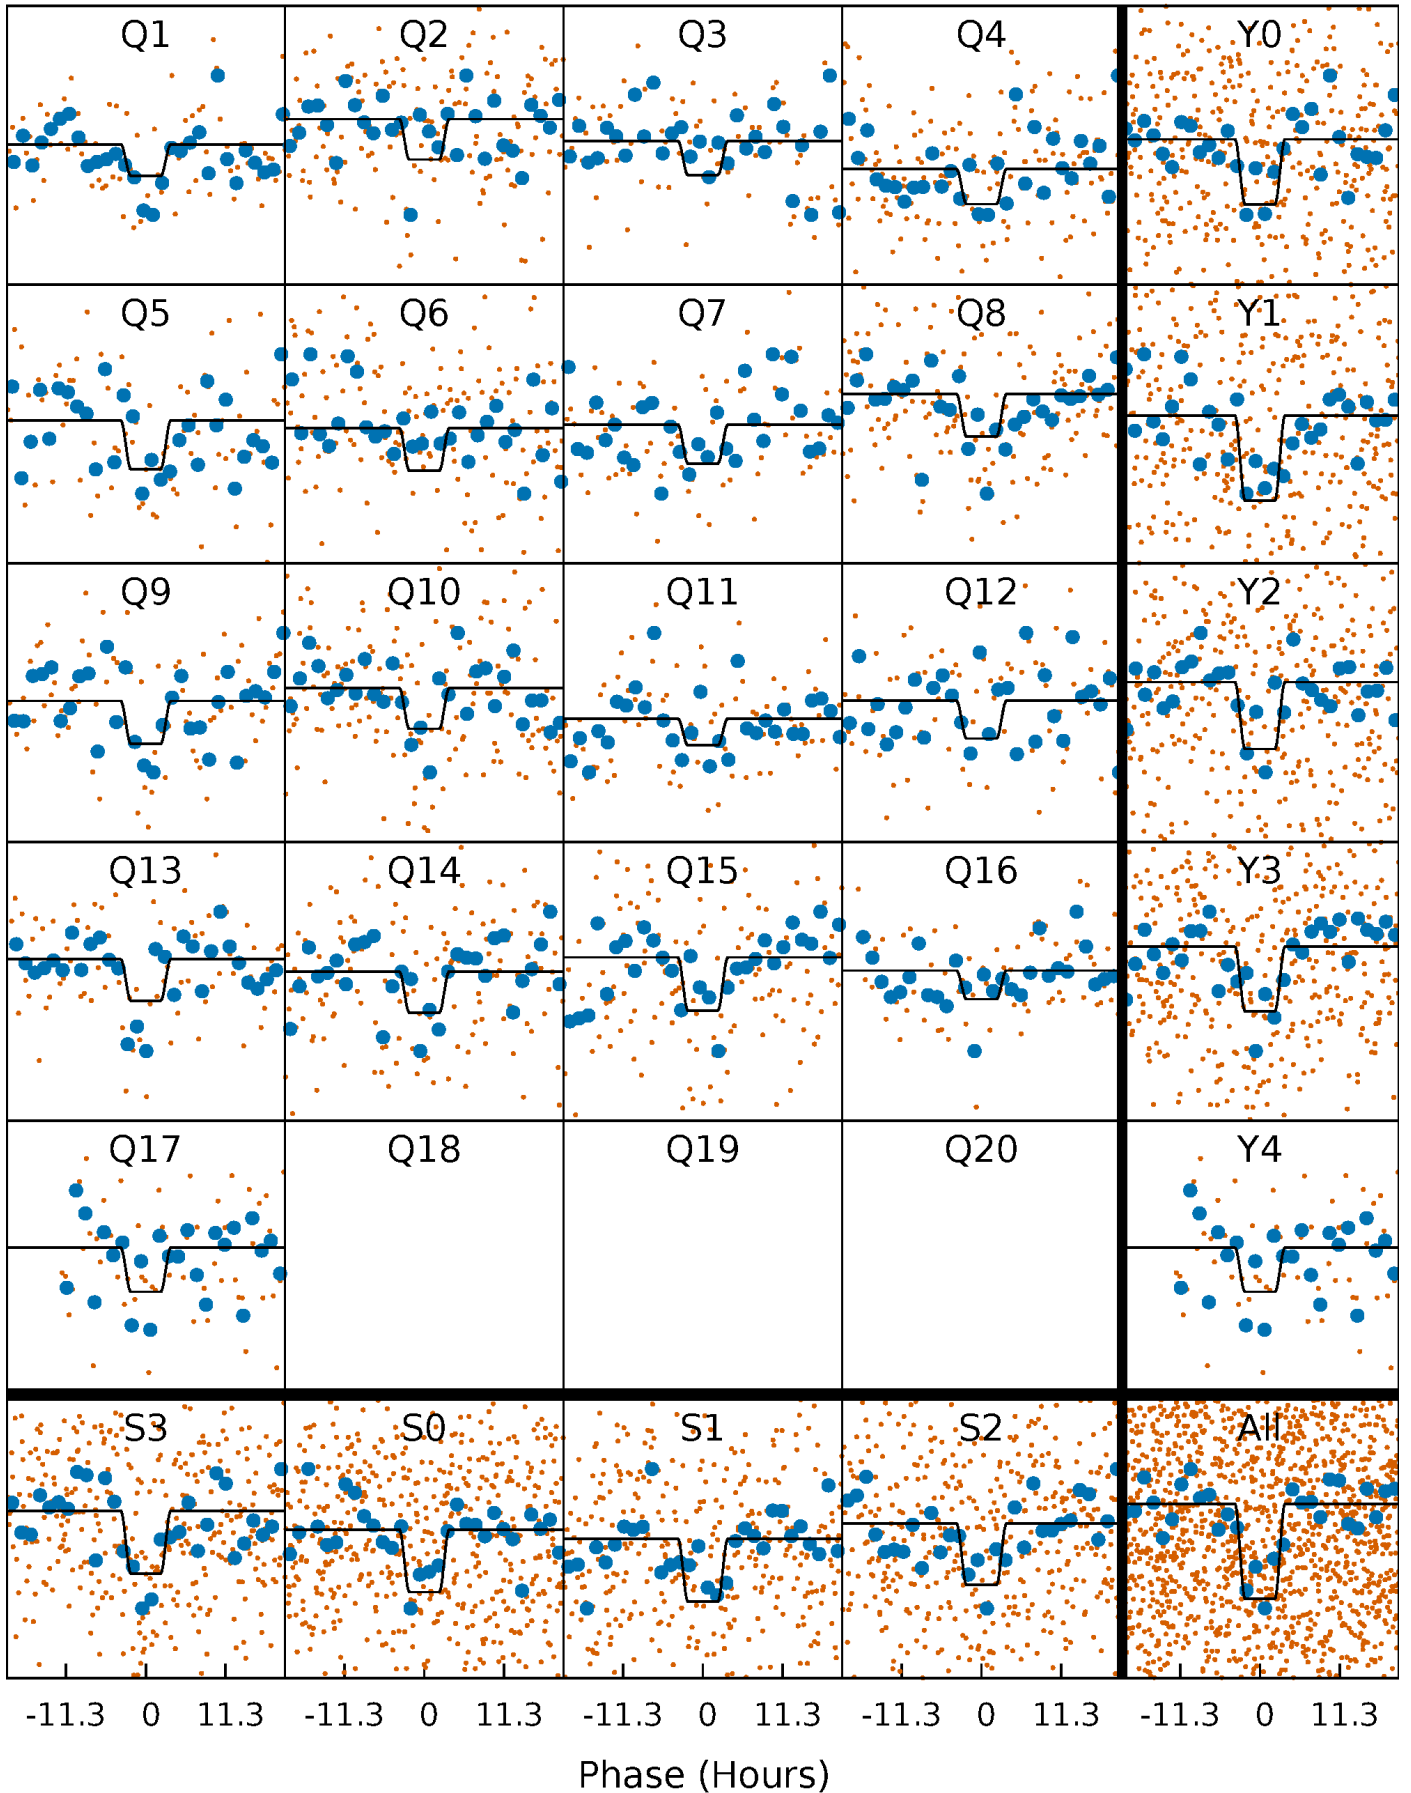 Q1 Q2 Q3 Q4 Y0
Q5 Q6 Q7 Q8 Y1
Q9 Q10 Q11 Q12 Y2
Q13 Q14 Q15 Q16 Y3
Q17 Q18 Q19 Q20 Y4
S3 S0 S1 S2 All
-11.3 0 11.3 -11.3 0 11.3 -11.3 0 11.3 -11.3 0 11.3 -11.3 0 11.3
Phase (Hours)